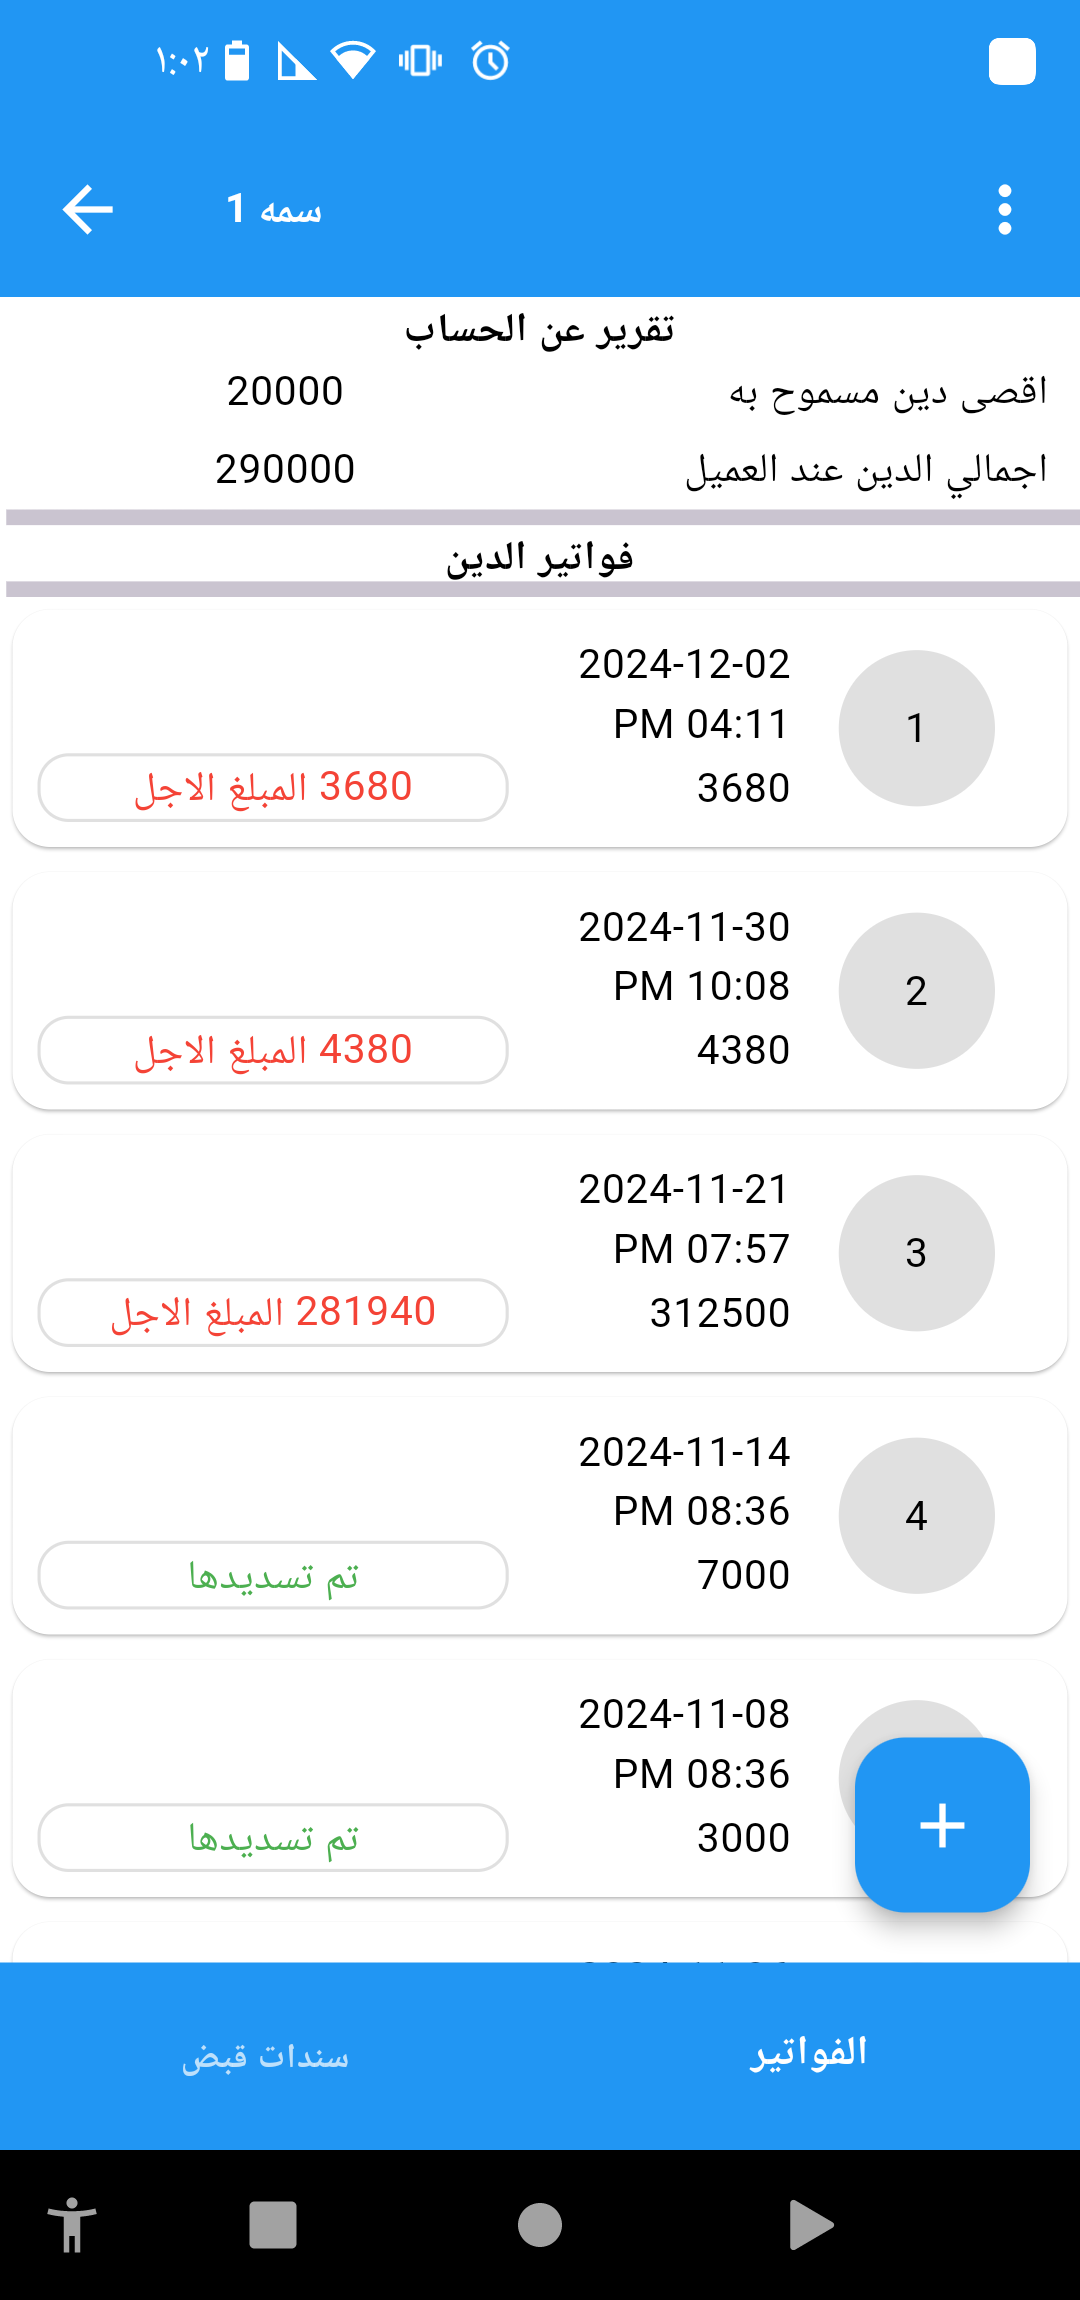 ١:٠٢
سمه 1
تقرير عن الحساب
اقصى دين مسموح به 20000
اجمالي الدين عند العميل 290000
فواتير الدين
1
2024-12-02
PM 04:11
3680
3680 المبلغ الاجل
2
2024-11-30
PM 10:08
4380
4380 المبلغ الاجل
3
2024-11-21
PM 07:57
312500
281940 المبلغ الاجل
4
2024-11-14
PM 08:36
7000
تم تسديدها
2024-11-08
PM 08:36
3000
تم تسديدها
الفواتير
سندات قبض